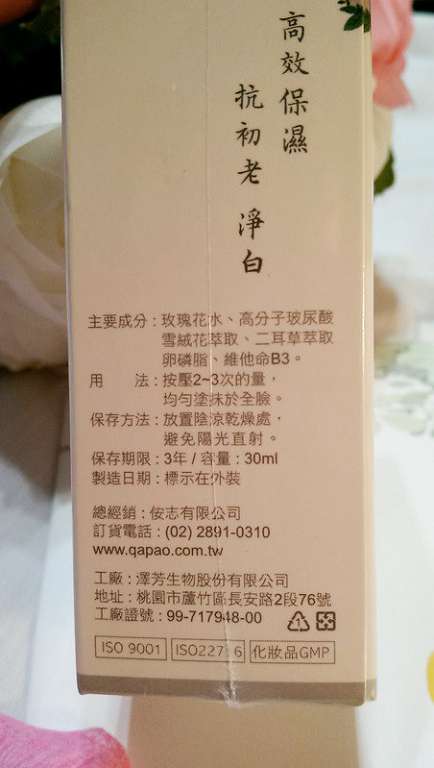 高效保濕
抗初老 淨白
主要成分：玫瑰花水、高分子玻尿酸
雪絨花萃取、二耳草萃取
卵磷脂、維他命B3。
用　　法：按壓2~3次的量，
均勻塗抹於全臉。
保存方法：放置陰涼乾燥處，
避免陽光直射。
保存期限：3年 / 容量：30ml
製造日期：標示在外裝
總經銷：侒志有限公司
訂貨電話：(02) 2891-0310
www.qapao.com.tw
工廠：澤芳生物股份有限公司
地址：桃園市蘆竹區長安路2段76號
工廠證號：99-717948-00
ISO 9001 ISO22716 化妝品GMP